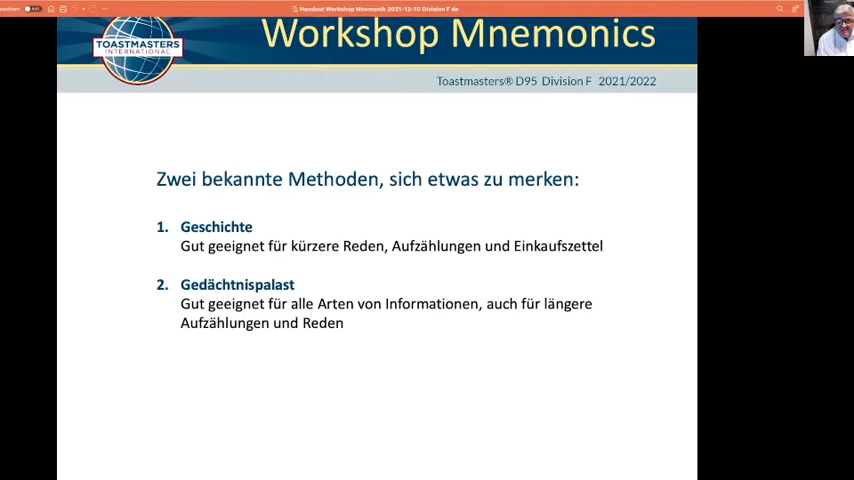 Handout Workshop Mnemonik 2021-12-10 Division F de
TOASTMASTERS
INTERNATIONAL
Workshop Mnemonics
Toastmasters® D95 Division F 2021/2022
Zwei bekannte Methoden, sich etwas zu merken:
1. Geschichte
Gut geeignet für kürzere Reden, Aufzählungen und Einkaufszettel
2. Gedächtnispalast
Gut geeignet für alle Arten von Informationen, auch für längere
Aufzählungen und Reden